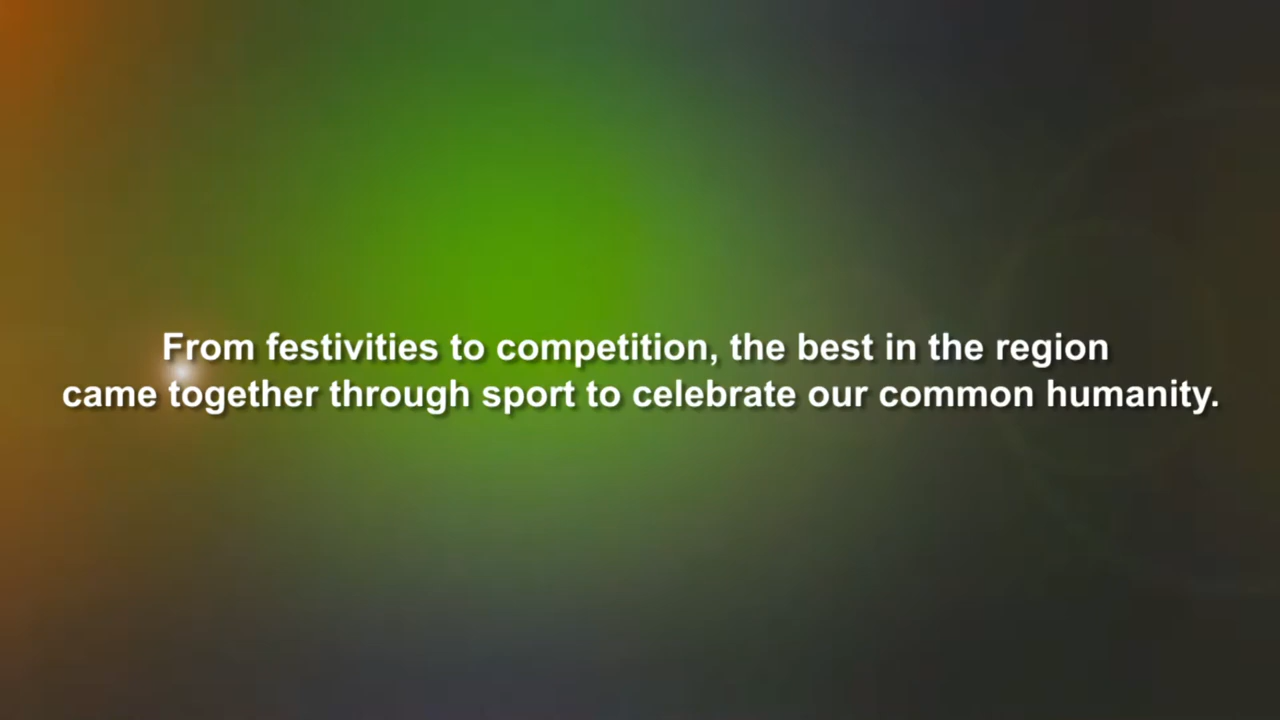 From festivities to competition, the best in the region
came together through sport to celebrate our common humanity.